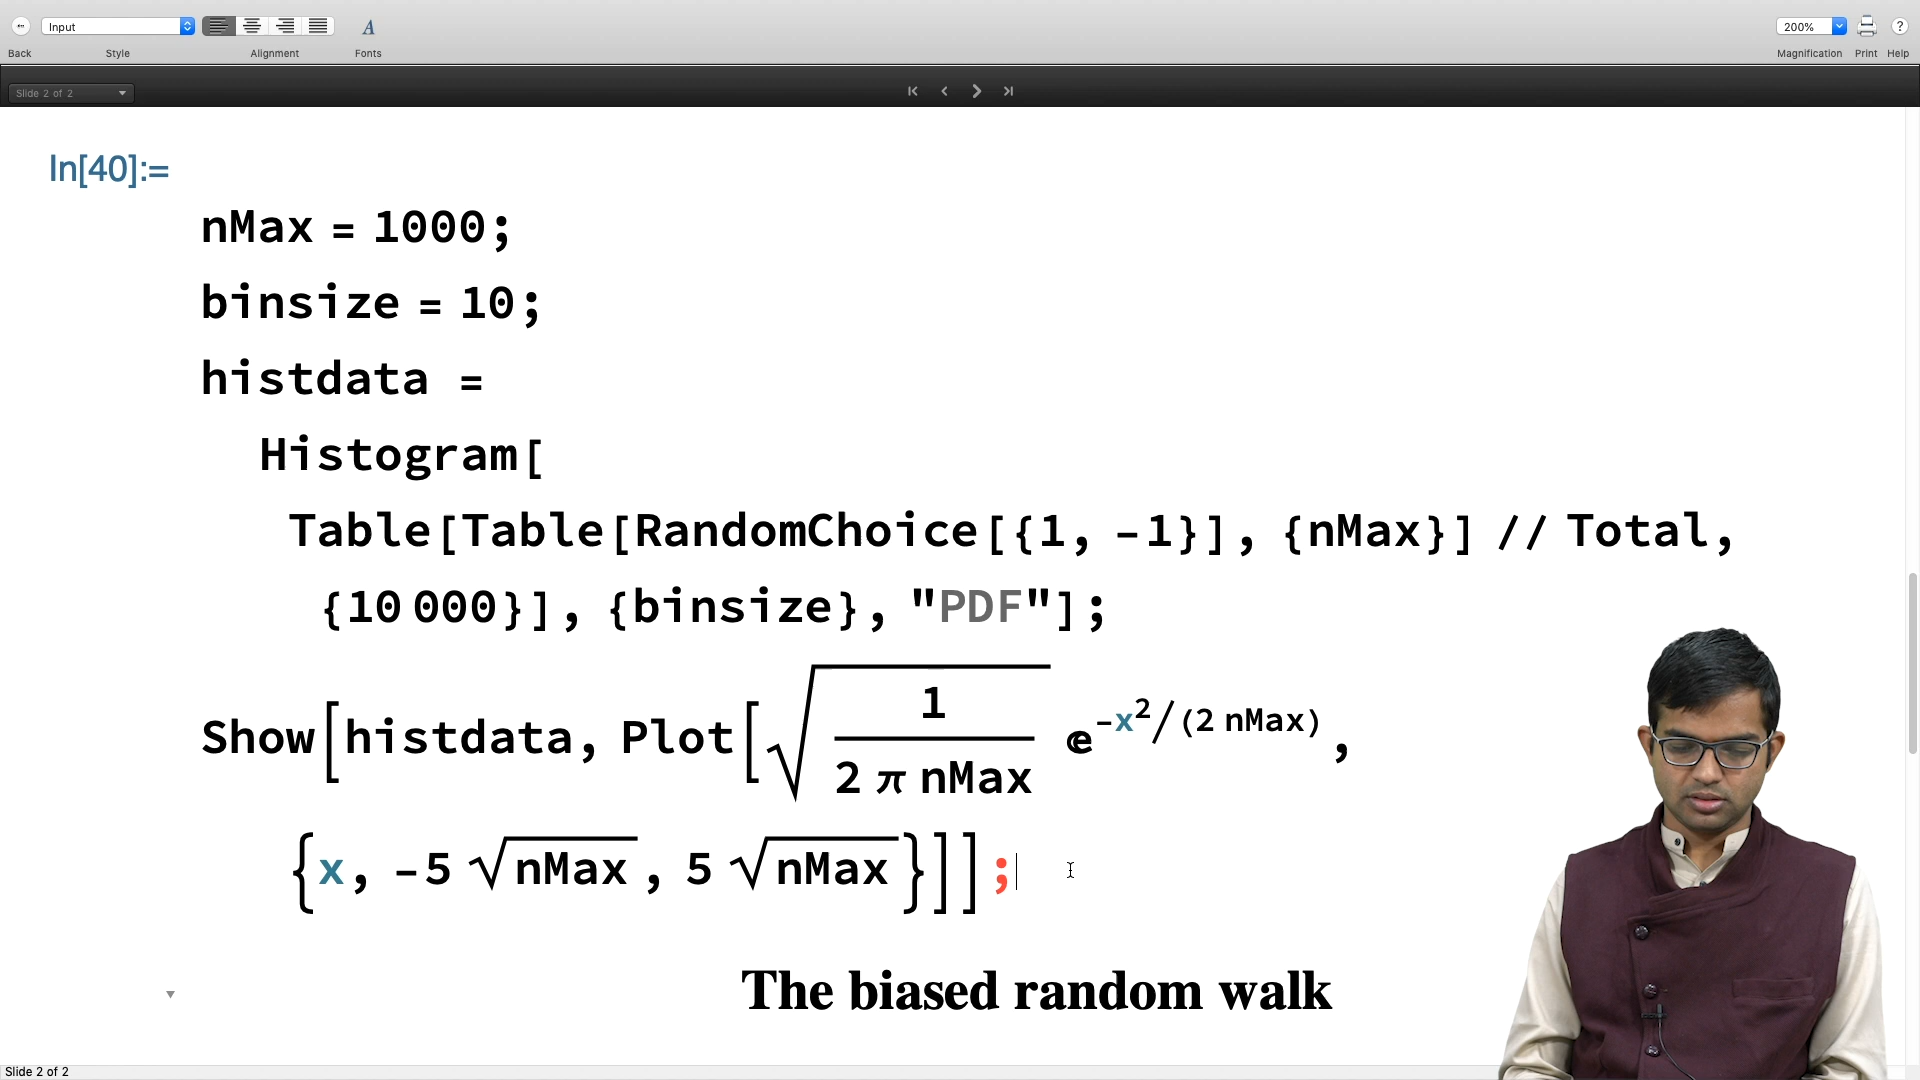 Input
200%
Back
Style
Alignment
Fonts
Magnification
Print
Help
Slide 2 of 2
In[40]:=
nMax = 1000;
binsize = 10;
histdata =
Histogram[
Table[Table[RandomChoice[{1, -1}], {nMax}] // Total,
{10 000}], {binsize}, "PDF"];
Show[histdata, Plot[√(1/(2 π nMax)) ⅇ^(-x^2/(2 nMax)),
{x, -5 √nMax, 5 √nMax}]];
The biased random walk
Slide 2 of 2